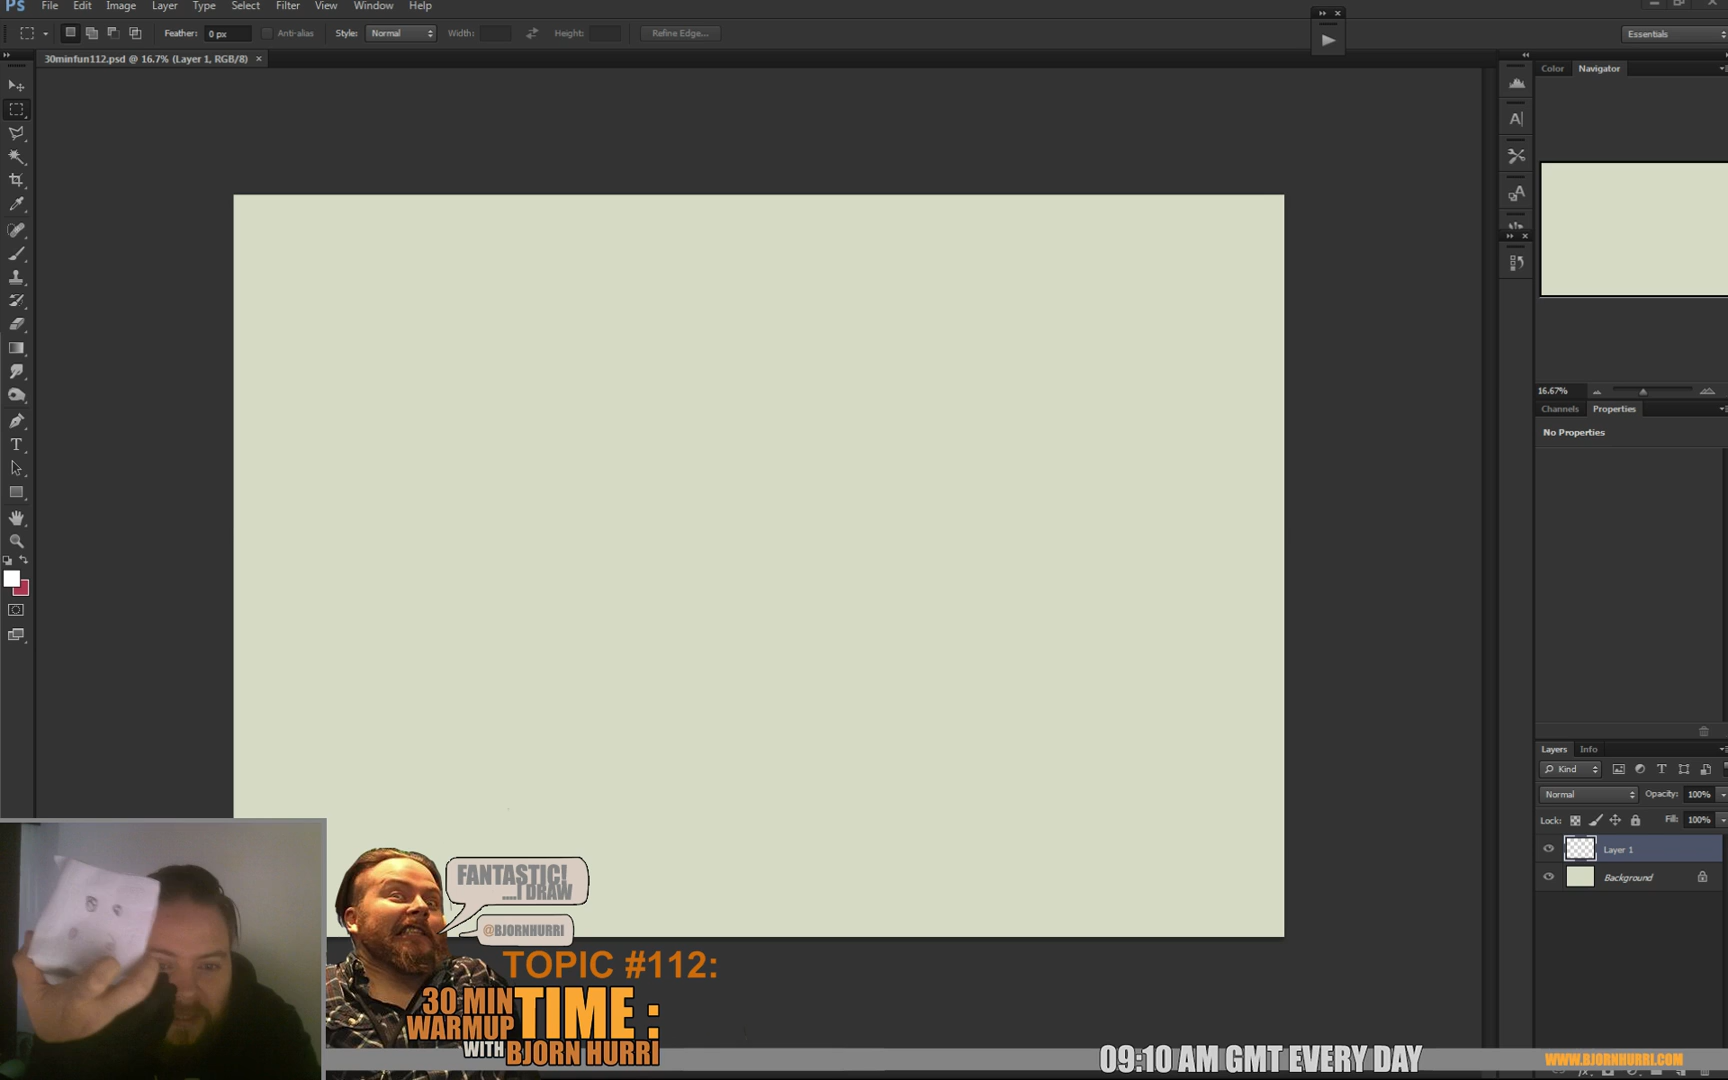 Ps File Edit Image Layer Type Select Filter View Window Help
Feather: 0 px Anti-alias Style: Normal Width: Height: Refine Edge... Essentials
30minfun112.psd @ 16.7% (Layer 1, RGB/8) ×
Color Navigator
16.67%
Channels Properties
No Properties
Layers Info
Kind
Normal Opacity: 100%
Lock: Fill: 100%
Layer 1
Background
FANTASTIC!
....I DRAW
@BJORNHURRI
TOPIC #112:
30 MIN
WARMUP
TIME :
WITH BJORN HURRI
09:10 AM GMT EVERY DAY
WWW.BJORNHURRI.COM